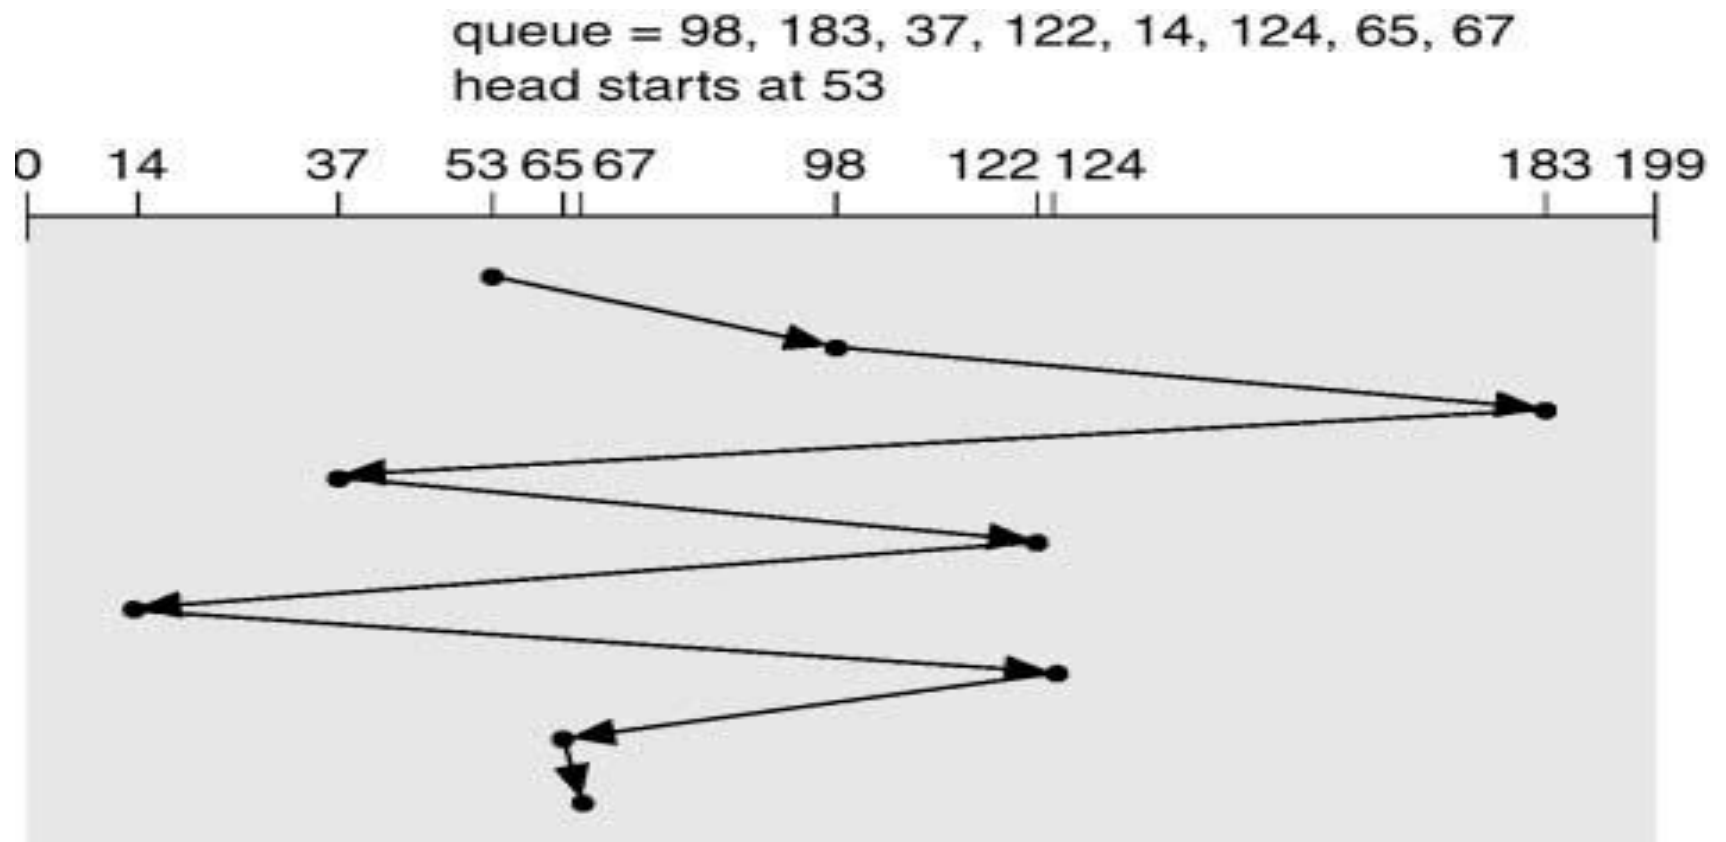 queue = 98, 183, 37, 122, 14, 124, 65, 67
head starts at 53
0 14 37 53 65 67 98 122 124 183 199